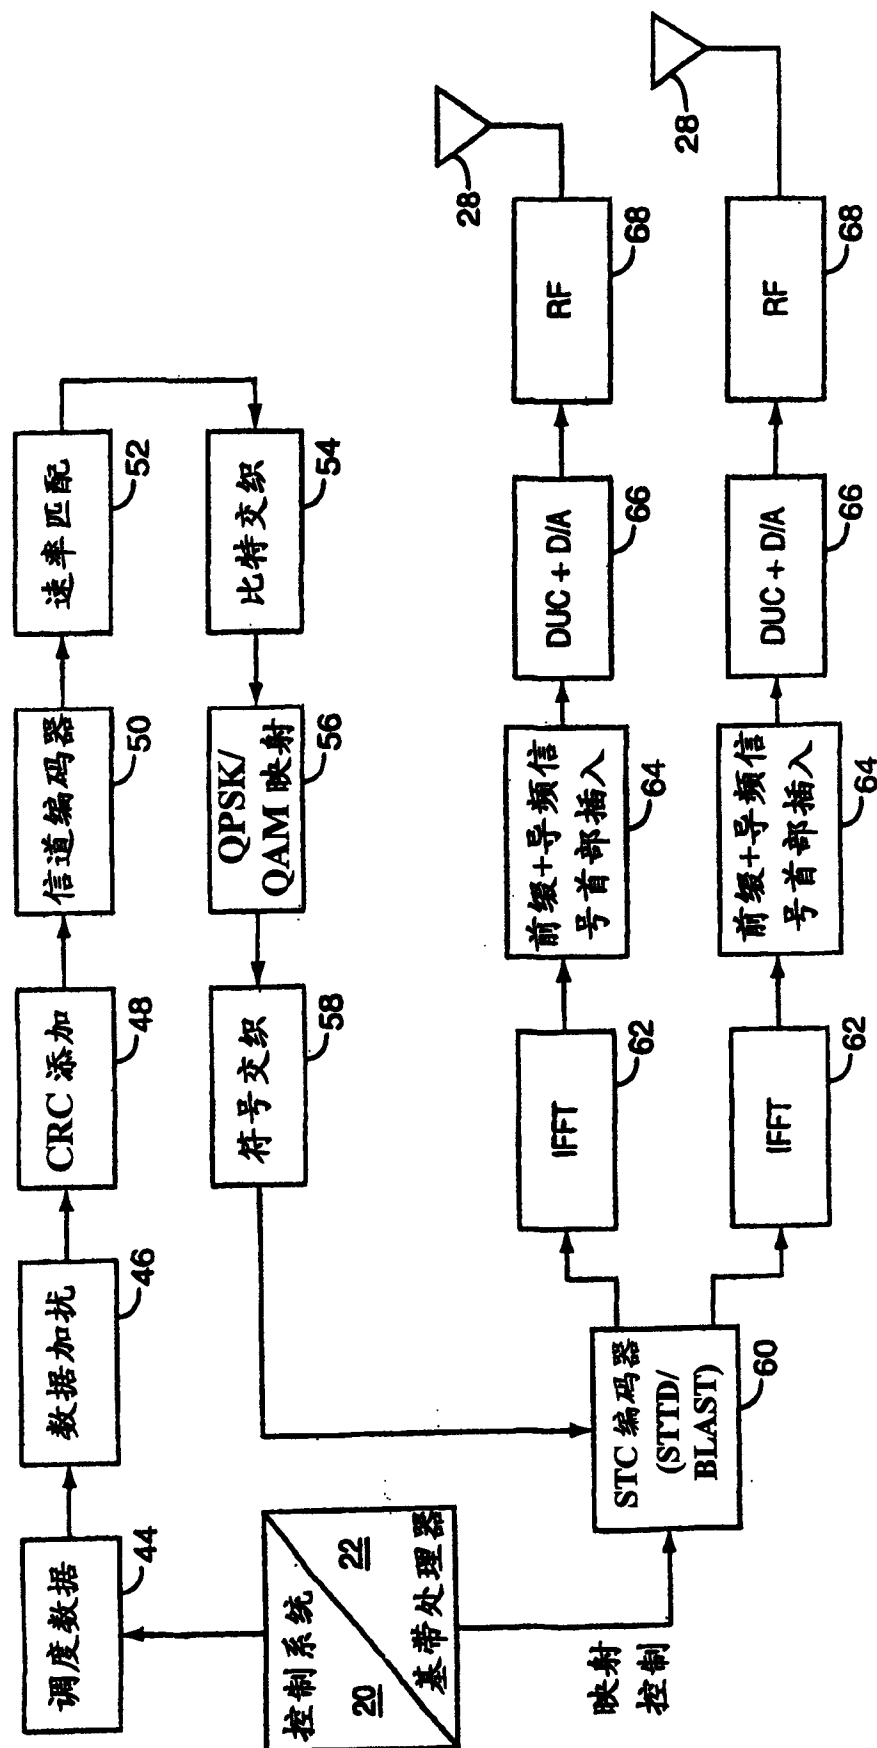 调度数据
44
数据加扰
46
CRC 添加
48
信道编码器
50
速率匹配
52
比特交织
54
QPSK/
QAM 映射
56
符号交织
58
控制系统
20
22
基带处理器
映射
控制
STC 编码器
(STTD/
BLAST)
60
IFFT
62
前缀+导频信
号首部插入
64
DUC + D/A
66
RF
68
28
IFFT
62
前缀+导频信
号首部插入
64
DUC + D/A
66
RF
68
28